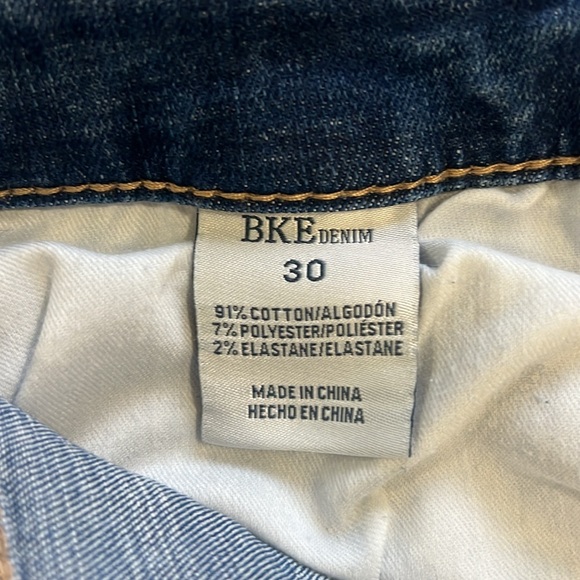 BKE DENIM
30
91% COTTON/ALGODÓN
7% POLYESTER/POLIÉSTER
2% ELASTANE/ELASTANE
MADE IN CHINA
HECHO EN CHINA